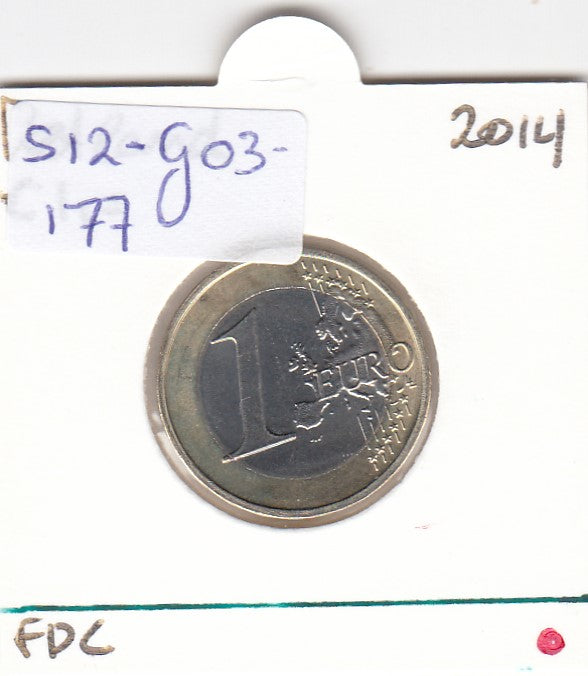 S12-g03-
177
2014
1 EURO
FDC